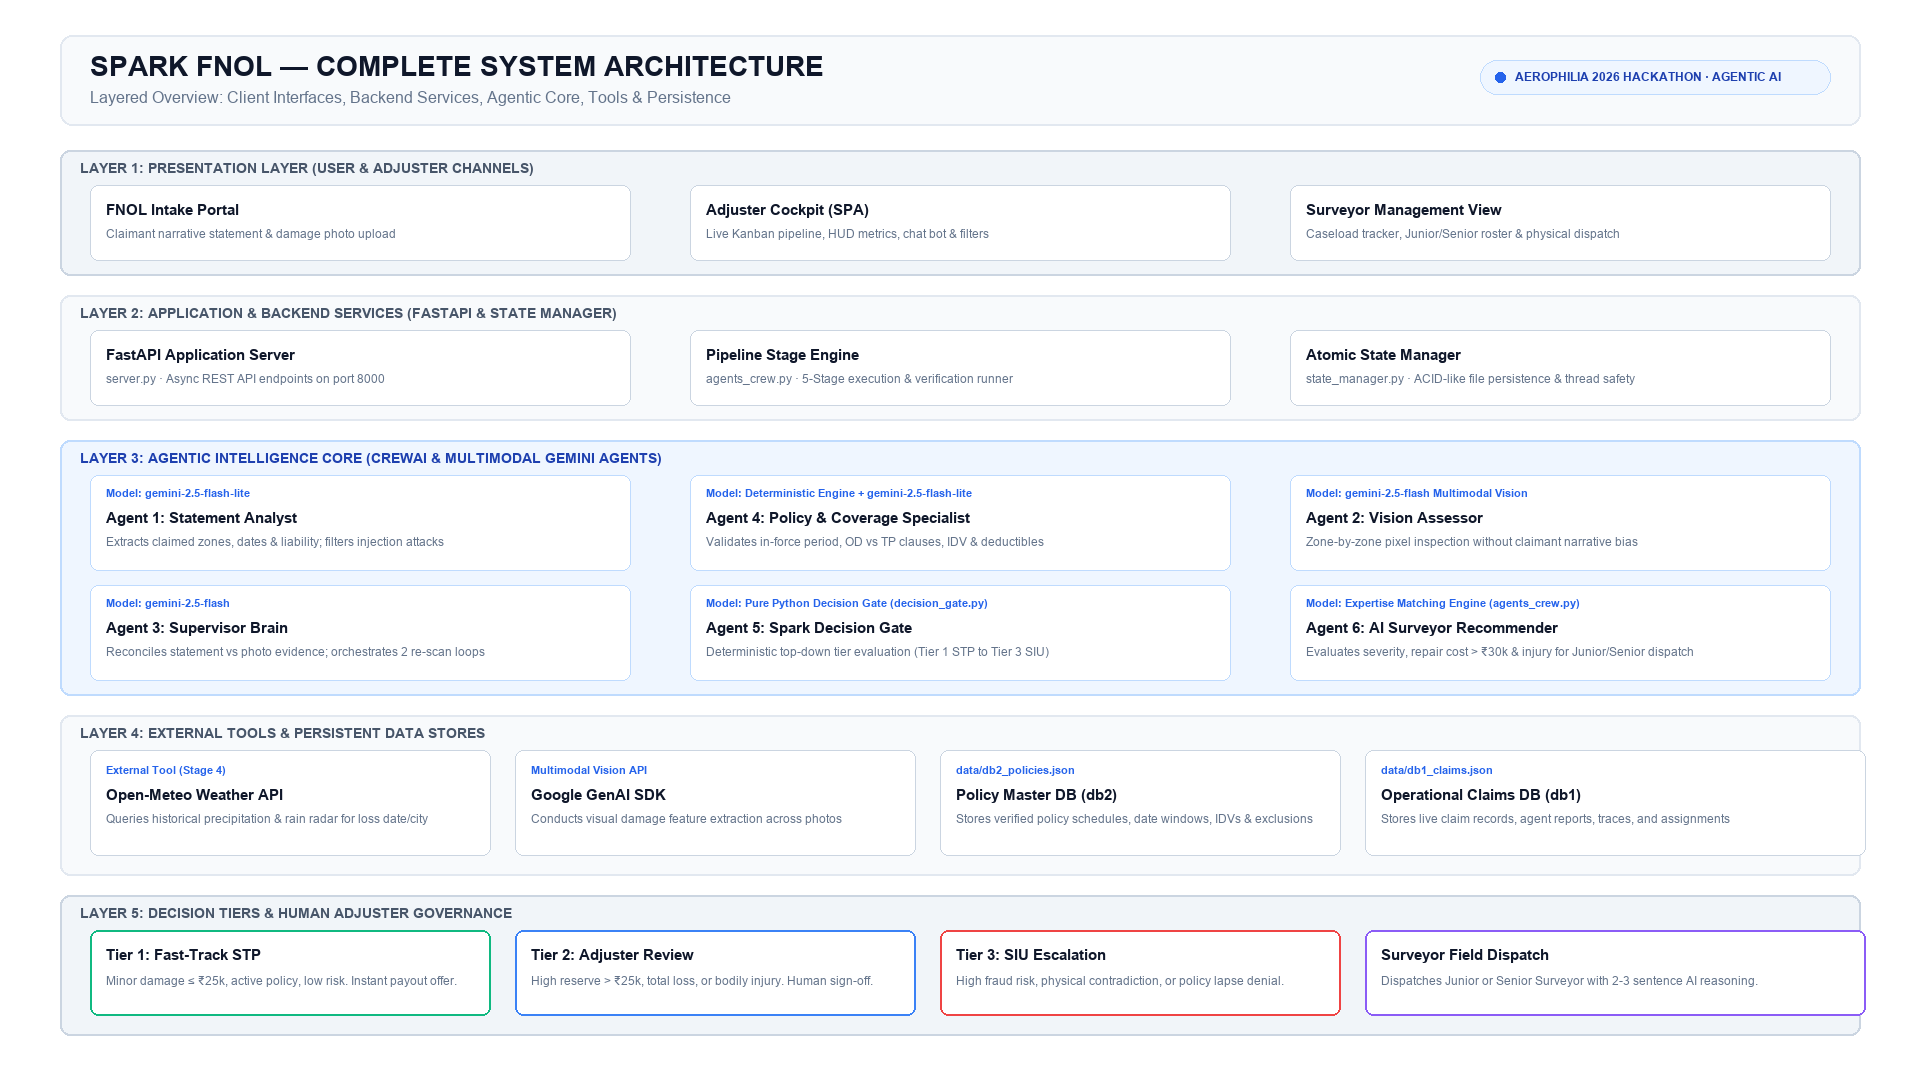 SPARK FNOL — COMPLETE SYSTEM ARCHITECTURE
Layered Overview: Client Interfaces, Backend Services, Agentic Core, Tools & Persistence
AEROPHILIA 2026 HACKATHON · AGENTIC AI
LAYER 1: PRESENTATION LAYER (USER & ADJUSTER CHANNELS)
FNOL Intake Portal
Claimant narrative statement & damage photo upload
Adjuster Cockpit (SPA)
Live Kanban pipeline, HUD metrics, chat bot & filters
Surveyor Management View
Caseload tracker, Junior/Senior roster & physical dispatch
LAYER 2: APPLICATION & BACKEND SERVICES (FASTAPI & STATE MANAGER)
FastAPI Application Server
server.py · Async REST API endpoints on port 8000
Pipeline Stage Engine
agents_crew.py · 5-Stage execution & verification runner
Atomic State Manager
state_manager.py · ACID-like file persistence & thread safety
LAYER 3: AGENTIC INTELLIGENCE CORE (CREWAI & MULTIMODAL GEMINI AGENTS)
Model: gemini-2.5-flash-lite
Agent 1: Statement Analyst
Extracts claimed zones, dates & liability; filters injection attacks
Model: Deterministic Engine + gemini-2.5-flash-lite
Agent 4: Policy & Coverage Specialist
Validates in-force period, OD vs TP clauses, IDV & deductibles
Model: gemini-2.5-flash Multimodal Vision
Agent 2: Vision Assessor
Zone-by-zone pixel inspection without claimant narrative bias
Model: gemini-2.5-flash
Agent 3: Supervisor Brain
Reconciles statement vs photo evidence; orchestrates 2 re-scan loops
Model: Pure Python Decision Gate (decision_gate.py)
Agent 5: Spark Decision Gate
Deterministic top-down tier evaluation (Tier 1 STP to Tier 3 SIU)
Model: Expertise Matching Engine (agents_crew.py)
Agent 6: AI Surveyor Recommender
Evaluates severity, repair cost > ₹30k & injury for Junior/Senior dispatch
LAYER 4: EXTERNAL TOOLS & PERSISTENT DATA STORES
External Tool (Stage 4)
Open-Meteo Weather API
Queries historical precipitation & rain radar for loss date/city
Multimodal Vision API
Google GenAI SDK
Conducts visual damage feature extraction across photos
data/db2_policies.json
Policy Master DB (db2)
Stores verified policy schedules, date windows, IDVs & exclusions
data/db1_claims.json
Operational Claims DB (db1)
Stores live claim records, agent reports, traces, and assignments
LAYER 5: DECISION TIERS & HUMAN ADJUSTER GOVERNANCE
Tier 1: Fast-Track STP
Minor damage ≤ ₹25k, active policy, low risk. Instant payout offer.
Tier 2: Adjuster Review
High reserve > ₹25k, total loss, or bodily injury. Human sign-off.
Tier 3: SIU Escalation
High fraud risk, physical contradiction, or policy lapse denial.
Surveyor Field Dispatch
Dispatches Junior or Senior Surveyor with 2-3 sentence AI reasoning.